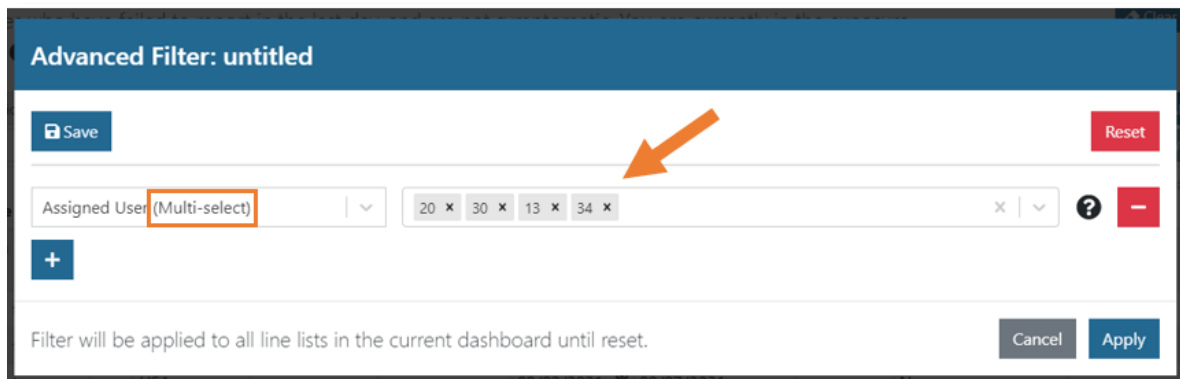 Advanced Filter: untitled
Save
Reset
Assigned User (Multi-select)
20 × 30 × 13 × 34 ×
×
?
Filter will be applied to all line lists in the current dashboard until reset.
Cancel
Apply